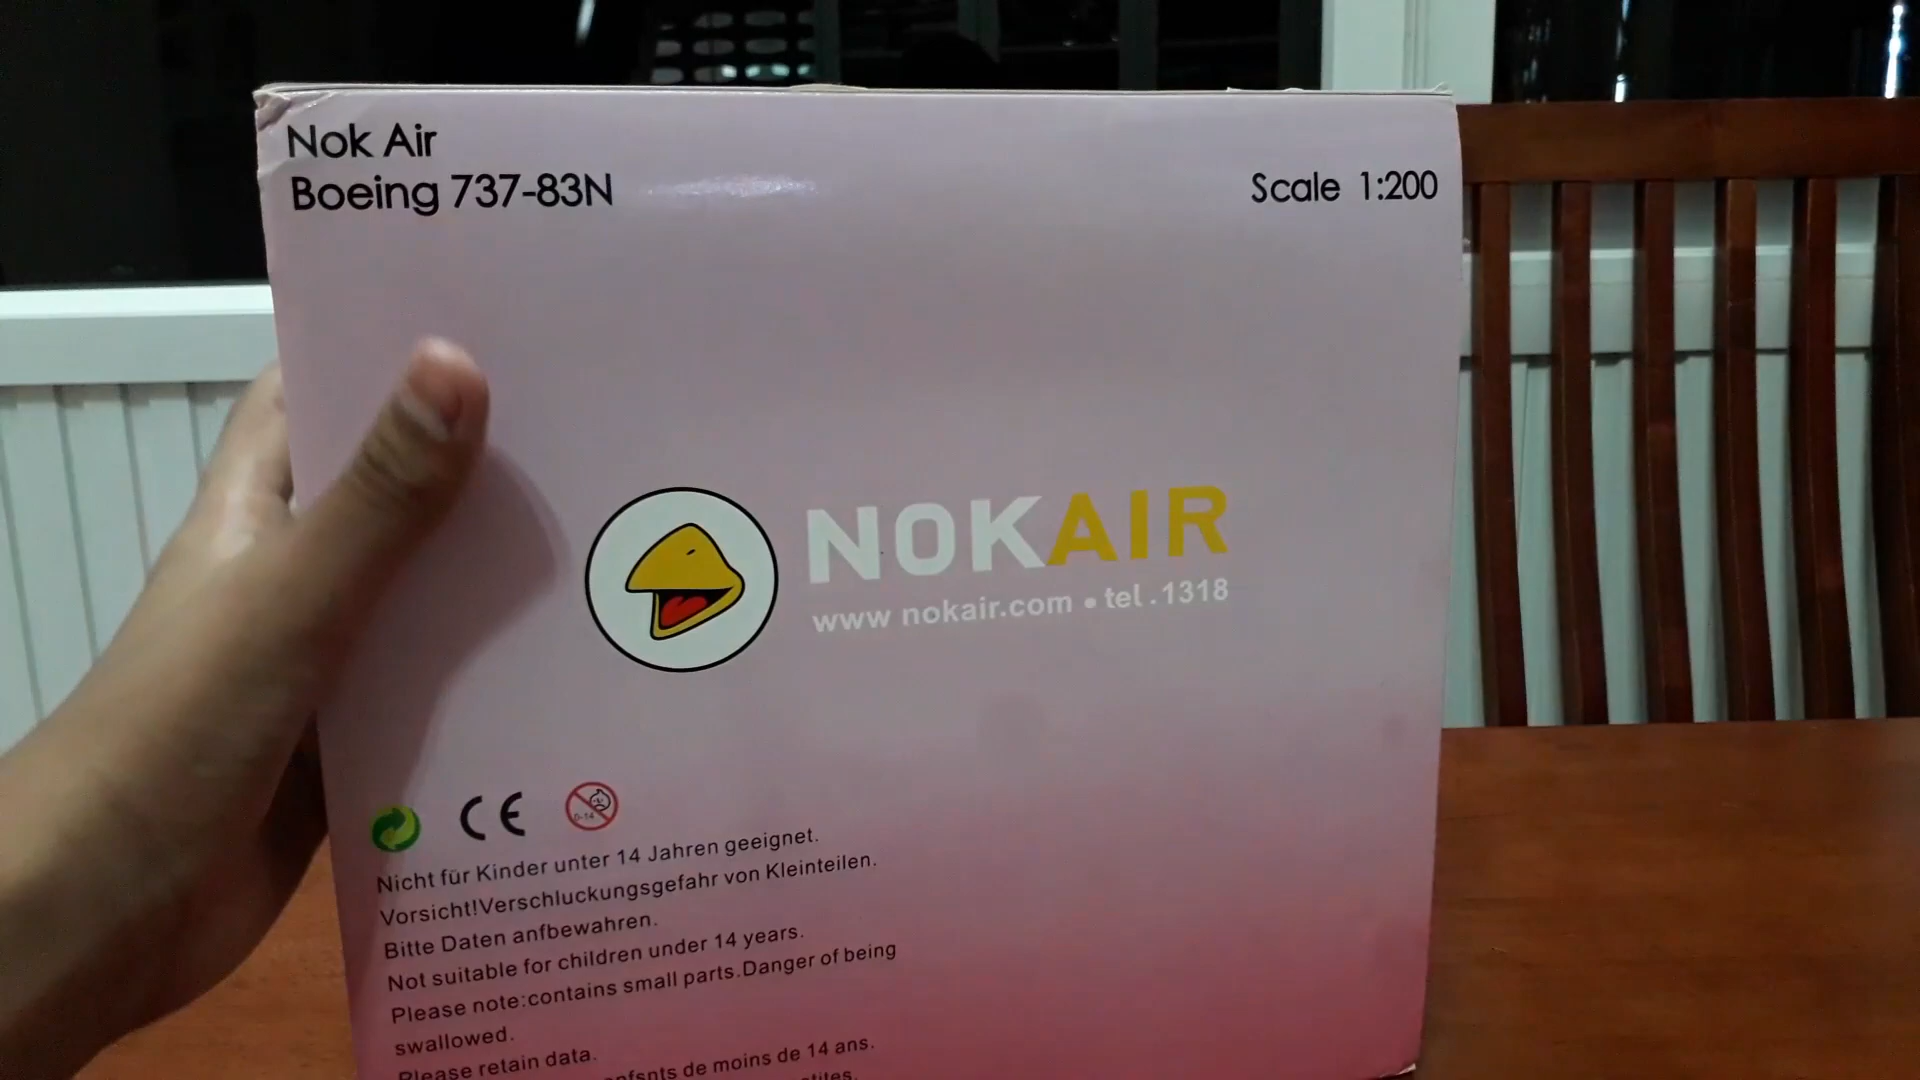 Nok Air
Boeing 737-83N
Scale 1:200
NOKAIR
www nokair.com • tel.1318
CE
0-14
Nicht für Kinder unter 14 Jahren geeignet.
Vorsicht!Verschluckungsgefahr von Kleinteilen.
Bitte Daten anfbewahren.
Not suitable for children under 14 years.
Please note:contains small parts.Danger of being
swallowed.
Please retain data.
de moins de 14 ans.